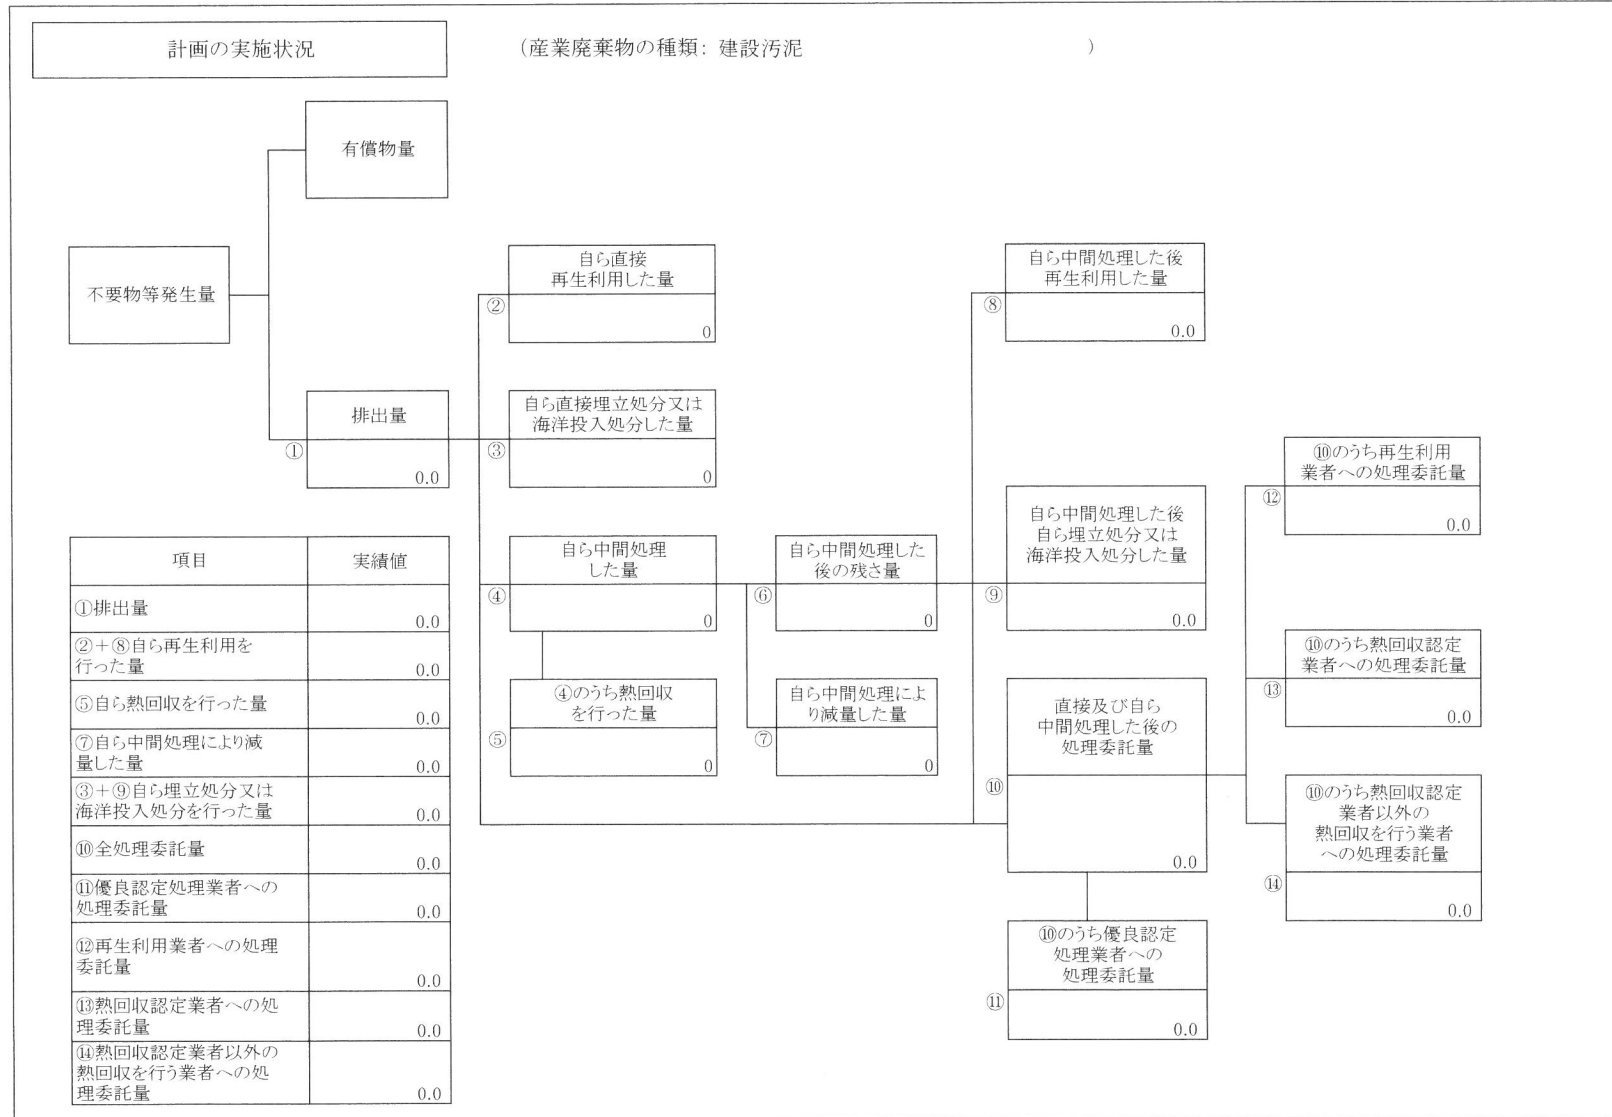 計画の実施状況
（産業廃棄物の種類：建設汚泥　　　　）
有償物量
不要物等発生量
排出量
①
0.0
自ら直接
再生利用した量
②
0
自ら直接埋立処分又は
海洋投入処分した量
③
0
自ら中間処理
した量
④
0
④のうち熱回収
を行った量
⑤
0
自ら中間処理した
後の残さ量
⑥
0
自ら中間処理によ
り減量した量
⑦
0
自ら中間処理した後
再生利用した量
⑧
0.0
自ら中間処理した後
自ら埋立処分又は
海洋投入処分した量
⑨
0.0
直接及び自ら
中間処理した後の
処理委託量
⑩
0.0
⑩のうち優良認定
処理業者への
処理委託量
⑪
0.0
⑩のうち再生利用
業者への処理委託量
⑫
0.0
⑩のうち熱回収認定
業者への処理委託量
⑬
0.0
⑩のうち熱回収認定
業者以外の
熱回収を行う業者
への処理委託量
⑭
0.0
項目 実績値
①排出量
0.0
②＋⑧自ら再生利用を
行った量
0.0
⑤自ら熱回収を行った量
0.0
⑦自ら中間処理により減
量した量
0.0
③＋⑨自ら埋立処分又は
海洋投入処分を行った量
0.0
⑩全処理委託量
0.0
⑪優良認定処理業者への
処理委託量
0.0
⑫再生利用業者への処理
委託量
0.0
⑬熱回収認定業者への処
理委託量
0.0
⑭熱回収認定業者以外の
熱回収を行う業者への処
理委託量
0.0